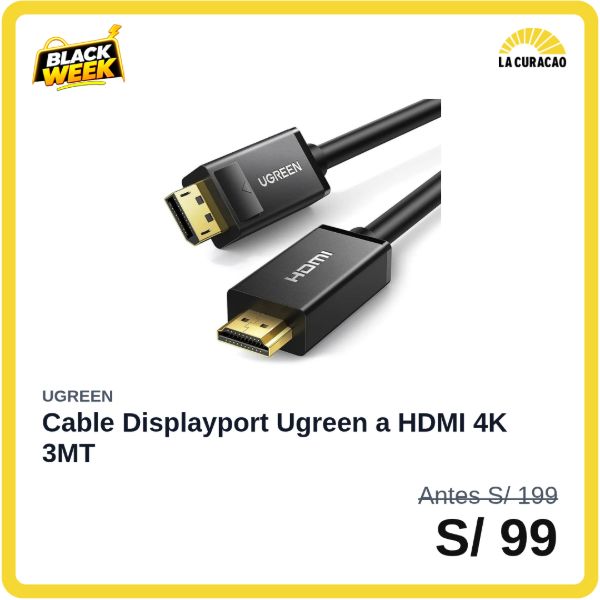 BLACK
WEEK
LA CURACAO
UGREEN
HDMI
UGREEN
Cable Displayport Ugreen a HDMI 4K
3MT
Antes S/ 199
S/ 99